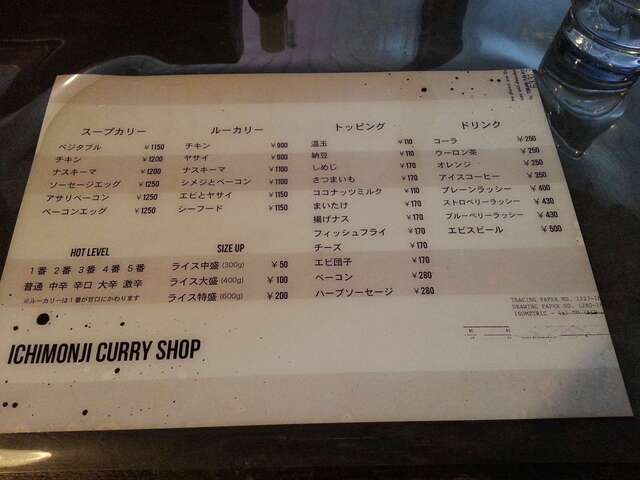 スープカリー
ベジタブル ￥1150
チキン ￥1200
ナスキーマ ￥1200
ソーセージエッグ ￥1250
アサリベーコン ￥1250
ベーコンエッグ ￥1250
ルーカリー
チキン ￥900
ヤサイ ￥900
ナスキーマ ￥1100
シメジとベーコン ￥1100
エビとヤサイ ￥1150
シーフード ￥1150
トッピング
温玉 ￥110
納豆 ￥110
しめじ ￥170
さつまいも ￥170
ココナッツミルク ￥110
まいたけ ￥170
揚げナス ￥170
フィッシュフライ ￥170
チーズ ￥170
エビ団子 ￥170
ベーコン ￥280
ハーブソーセージ ￥280
ドリンク
コーラ ￥250
ウーロン茶 ￥250
オレンジ ￥250
アイスコーヒー ￥350
プレーンラッシー ￥400
ストロベリーラッシー ￥430
ブルーベリーラッシー ￥430
エビスビール ￥500
HOT LEVEL
1番 2番 3番 4番 5番
普通 中辛 辛口 大辛 激辛
※ルーカリーは1番が甘口にかわります
SIZE UP
ライス中盛 (300g) ￥50
ライス大盛 (400g) ￥100
ライス特盛 (600g) ￥200
ICHIMONJI CURRY SHOP
TRACING PAPER NO.
DRAWING PAPER NO.
ISOMETRIC